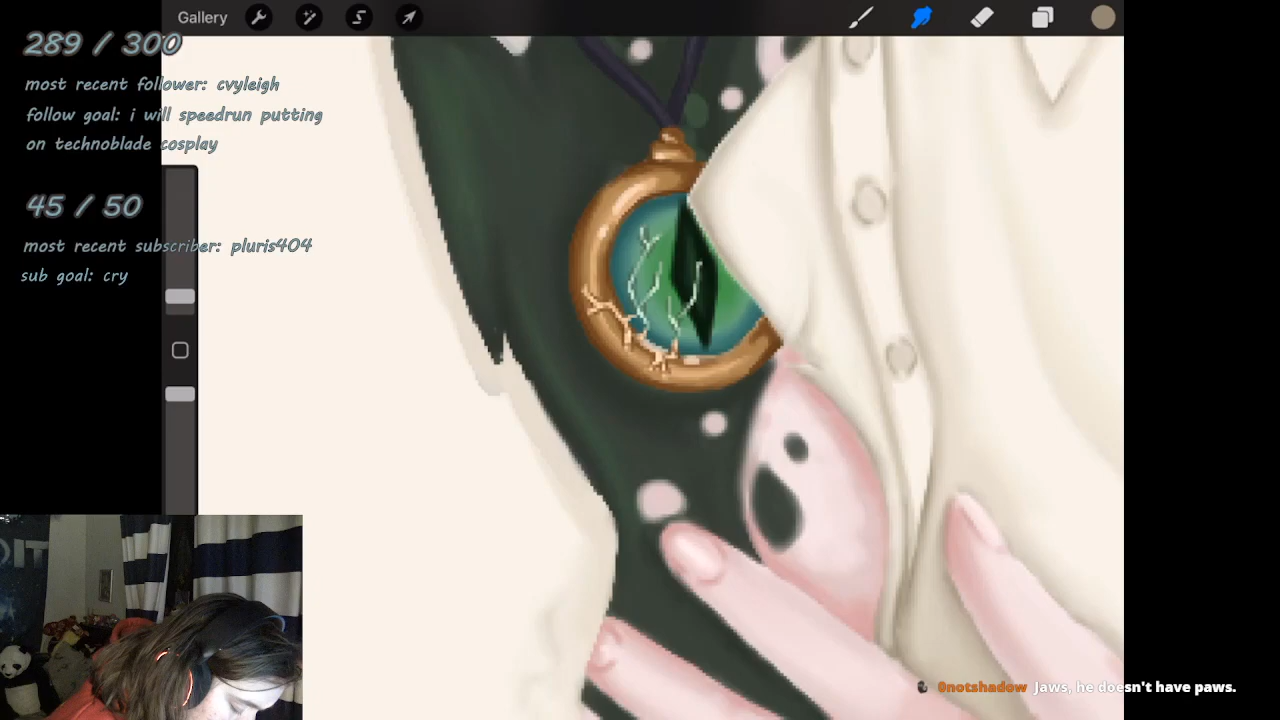 Gallery
289 / 300
most recent follower: cvyleigh
follow goal: i will speedrun putting
on technoblade cosplay
45 / 50
most recent subscriber: pluris404
sub goal: cry
0notshadow Jaws, he doesn't have paws.